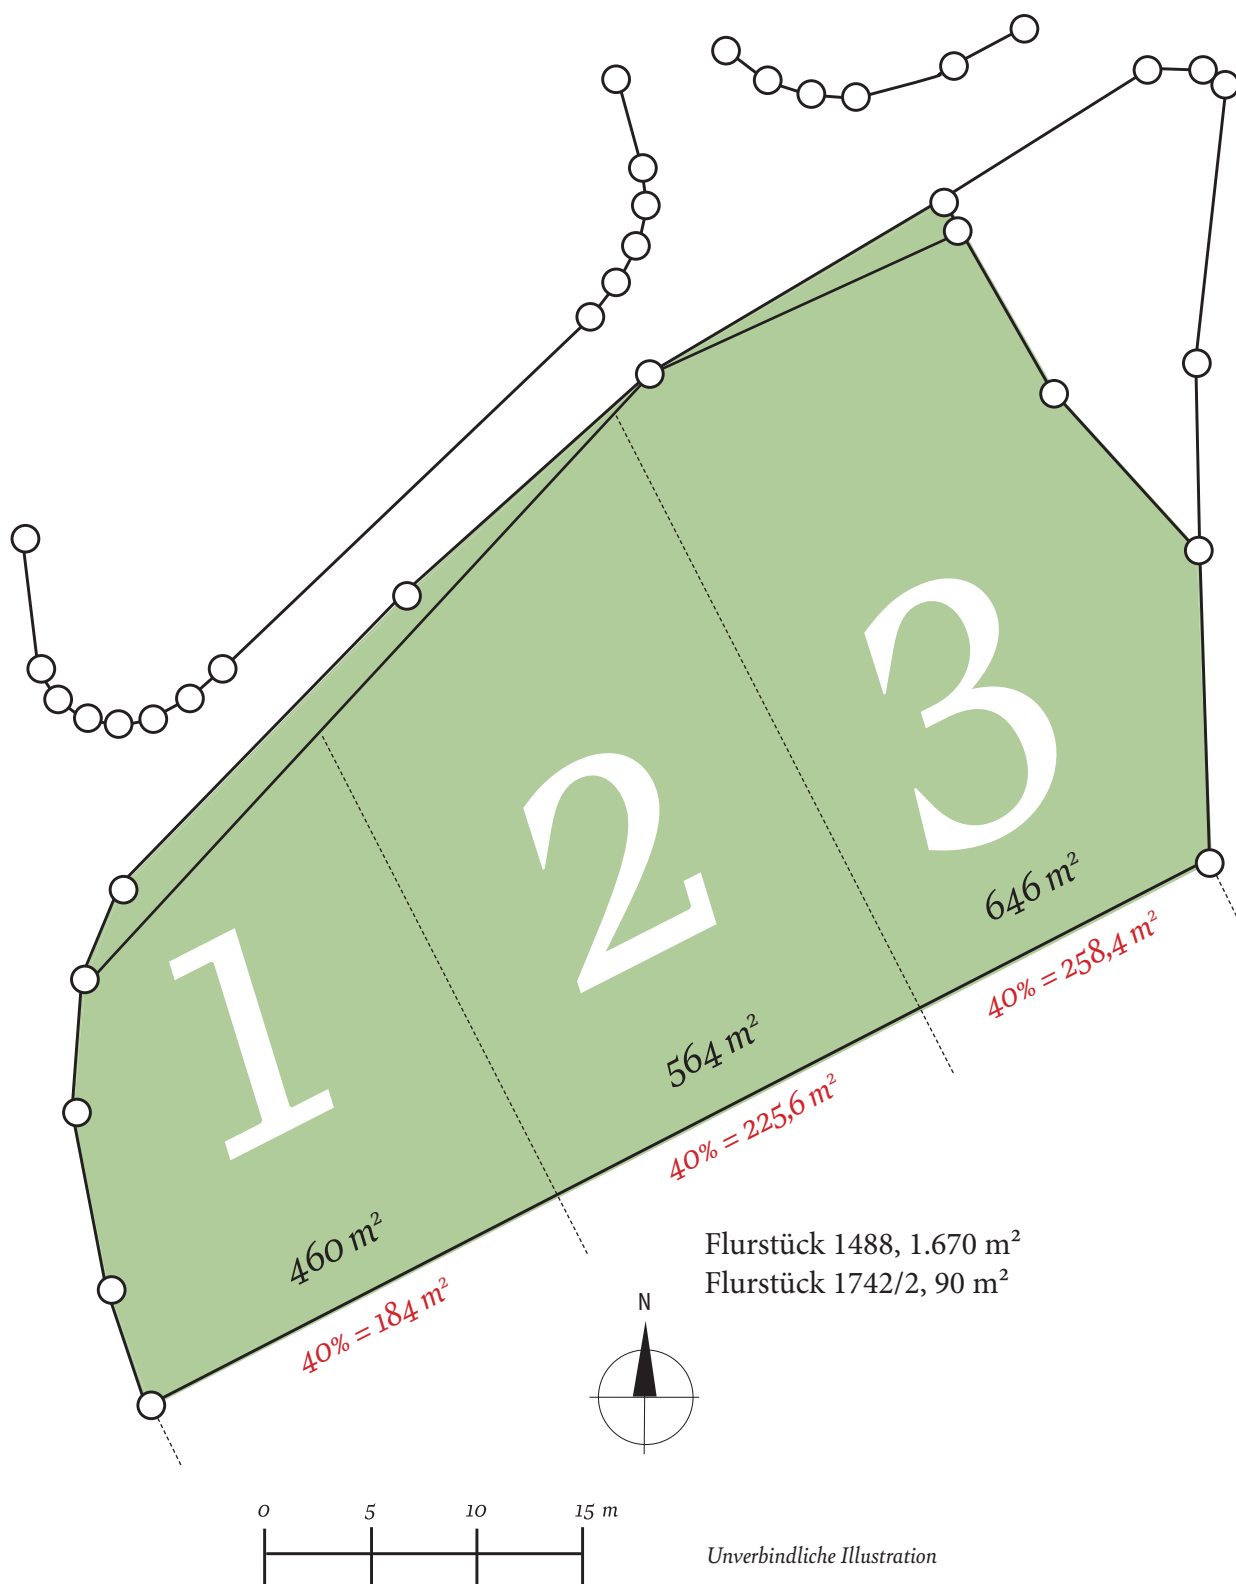 3
646 m²
40% = 258,4 m²
2
564 m²
40% = 225,6 m²
1
460 m²
40% = 184 m²
Flurstück 1488, 1.670 m²
Flurstück 1742/2, 90 m²
N
0 5 10 15 m
Unverbindliche Illustration